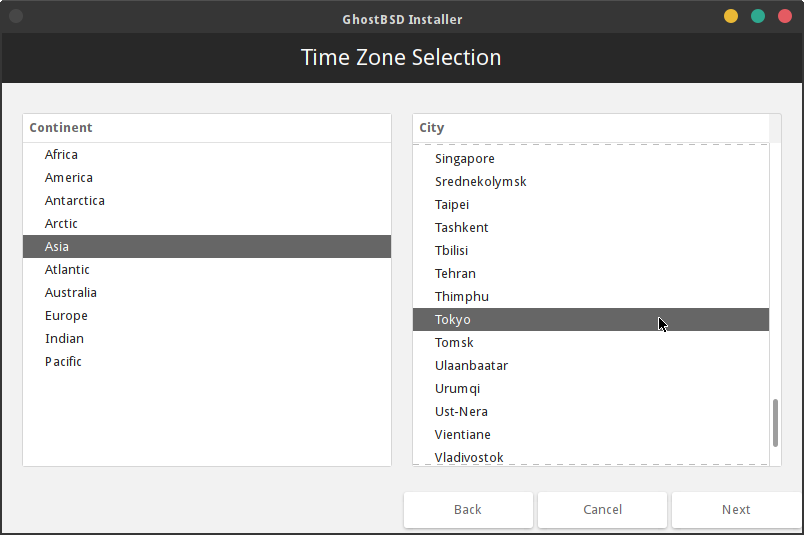 GhostBSD Installer
Time Zone Selection
Continent
Africa
America
Antarctica
Arctic
Asia
Atlantic
Australia
Europe
Indian
Pacific
City
Singapore
Srednekolymsk
Taipei
Tashkent
Tbilisi
Tehran
Thimphu
Tokyo
Tomsk
Ulaanbaatar
Urumqi
Ust-Nera
Vientiane
Vladivostok
Back
Cancel
Next